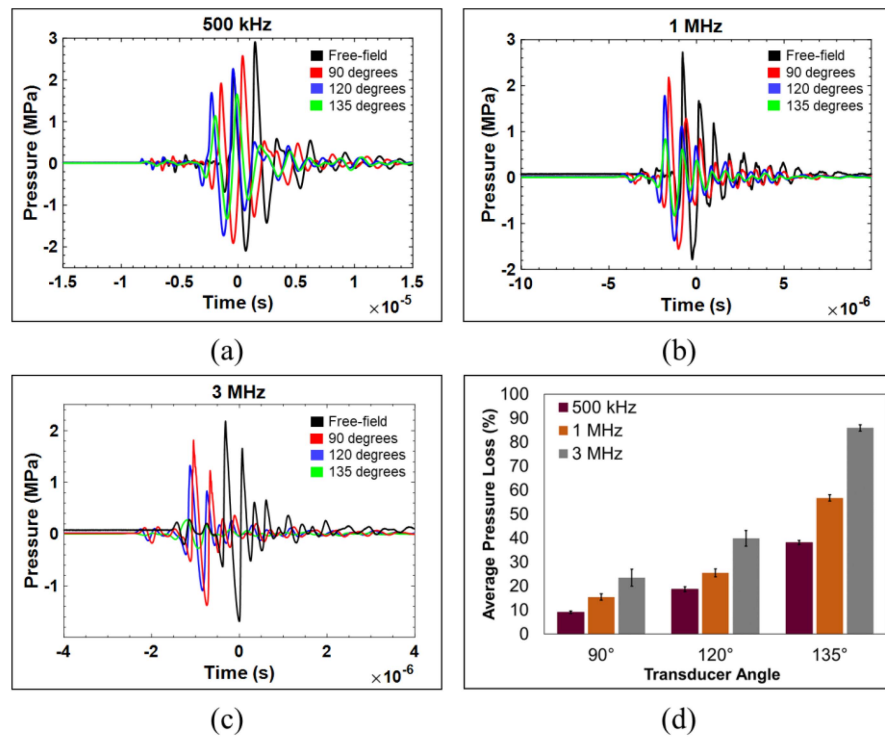 500 kHz
Pressure (MPa)
3
2
1
0
-1
-2
Free-field
90 degrees
120 degrees
135 degrees
-1.5 -1 -0.5 0 0.5 1 1.5
Time (s)
×10⁻⁵
(a)
1 MHz
Pressure (MPa)
3
2
1
0
-1
-2
Free-field
90 degrees
120 degrees
135 degrees
-10 -5 0 5
Time (s)
×10⁻⁶
(b)
3 MHz
Pressure (MPa)
2
1
0
-1
Free-field
90 degrees
120 degrees
135 degrees
-4 -2 0 2 4
Time (s)
×10⁻⁶
(c)
Average Pressure Loss (%)
100
90
80
70
60
50
40
30
20
10
0
500 kHz
1 MHz
3 MHz
90° 120° 135°
Transducer Angle
(d)